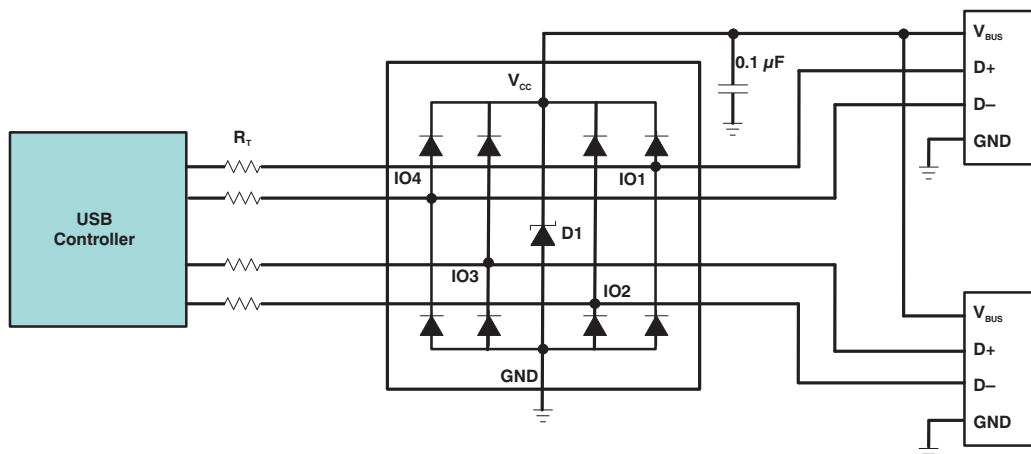 V_BUS
0.1 µF
D+
V_CC
D–
R_T
GND
IO4
IO1
USB
Controller
D1
IO3
IO2
V_BUS
D+
GND
D–
GND